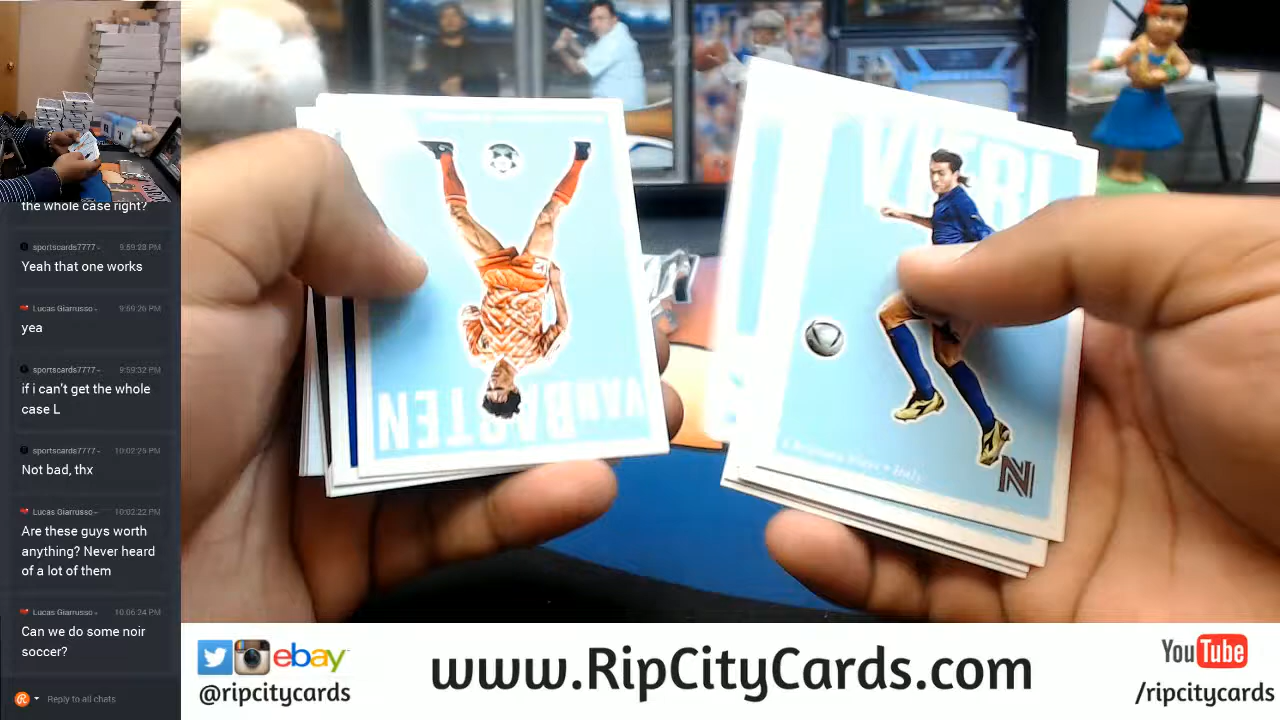 the whole case right?
sportscards7777 - 9:59:28 PM
Yeah that one works
Lucas Giarrusso - 9:59:26 PM
yea
sportscards7777 - 9:59:32 PM
if i can't get the whole
case L
sportscards7777 - 10:02:25 PM
Not bad, thx
Lucas Giarrusso - 10:02:22 PM
Are these guys worth
anything? Never heard
of a lot of them
Lucas Giarrusso - 10:06:24 PM
Can we do some noir
soccer?
Reply to all chats
VAN BASTEN
VIERI
N
ebay
@ripcitycards
www.RipCityCards.com
YouTube
/ripcitycards